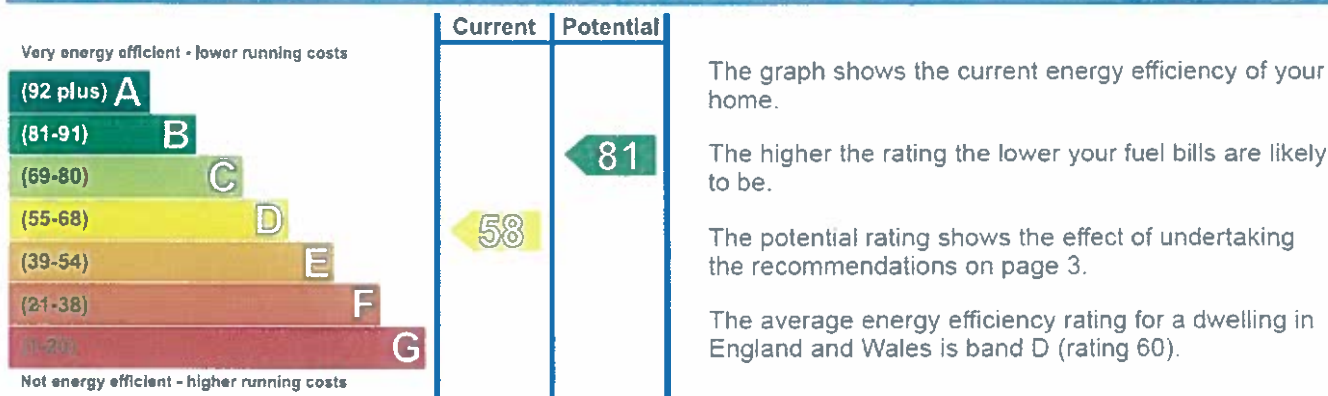 Current Potential
Very energy efficient - lower running costs
(92 plus) A
(81-91) B
(69-80) C
(55-68) D
(39-54) E
(21-38) F
(1-20) G
Not energy efficient - higher running costs
58
81
The graph shows the current energy efficiency of your
home.
The higher the rating the lower your fuel bills are likely
to be.
The potential rating shows the effect of undertaking
the recommendations on page 3.
The average energy efficiency rating for a dwelling in
England and Wales is band D (rating 60).